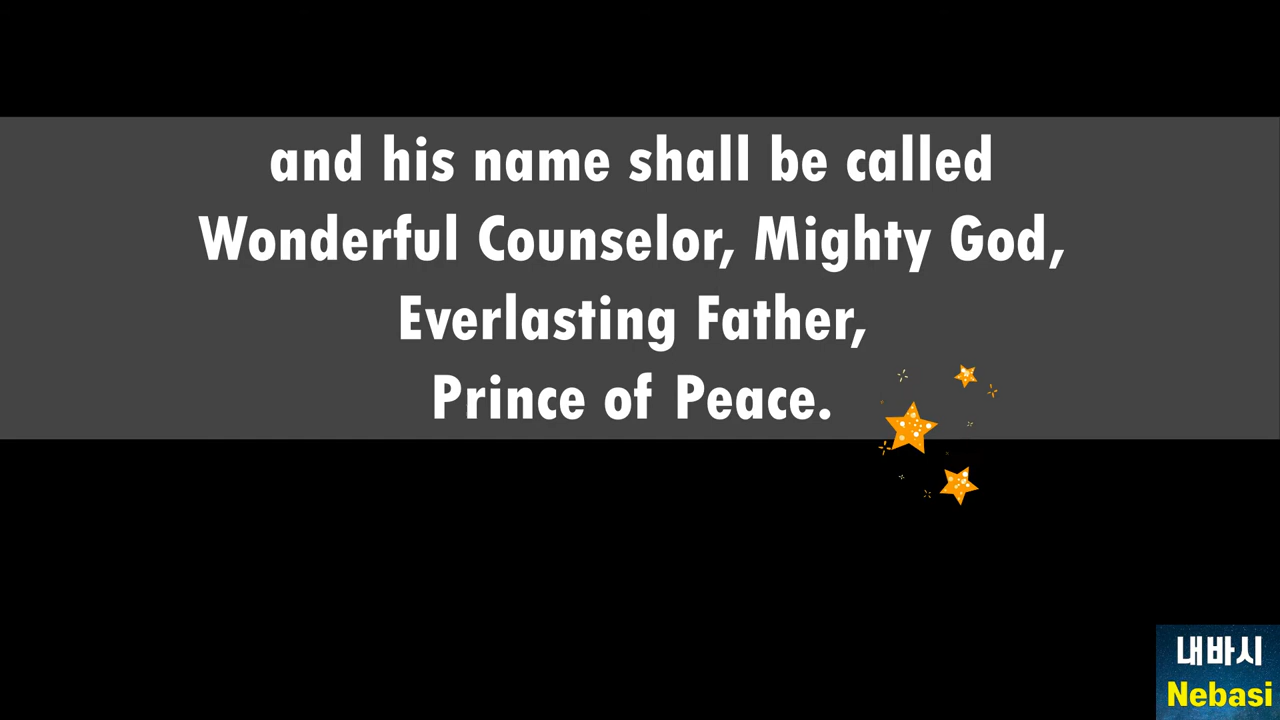 and his name shall be called
Wonderful Counselor, Mighty God,
Everlasting Father,
Prince of Peace.
내바시
Nebasi